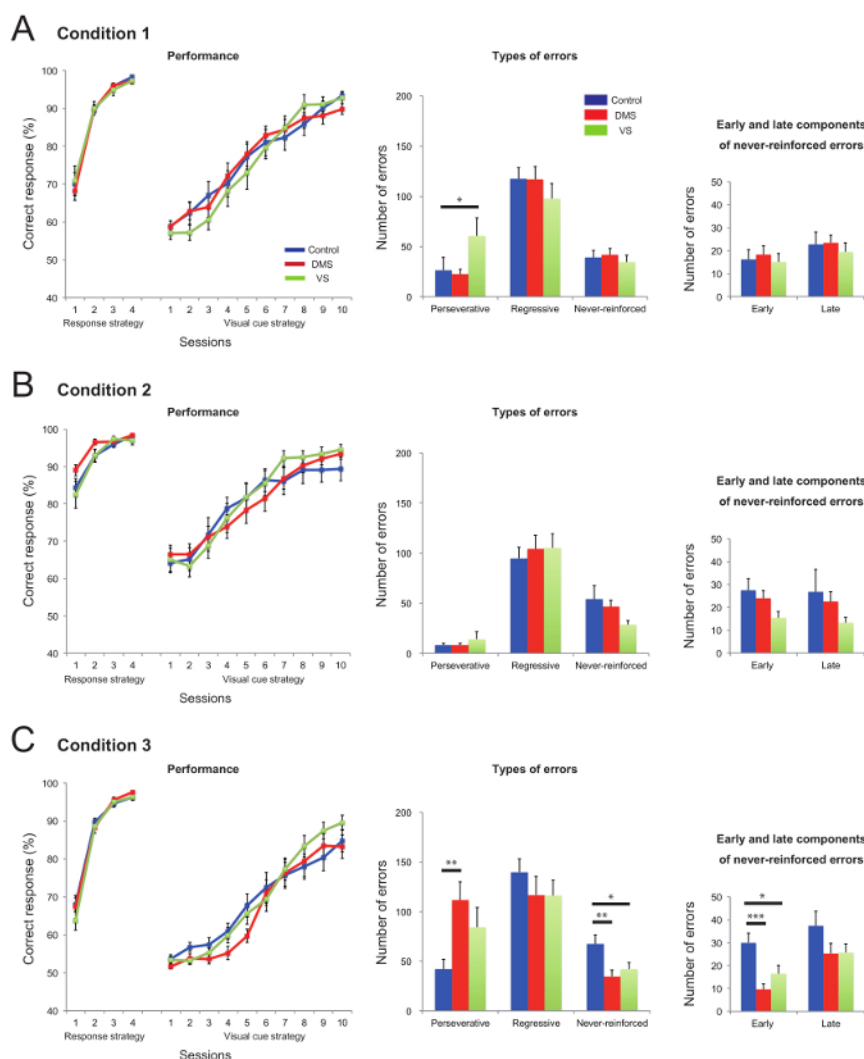 A Condition 1
Performance
Types of errors
Early and late components
of never-reinforced errors
Correct response (%)
100
90
80
70
60
50
40
Control
DMS
VS
1 2 3 4 1 2 3 4 5 6 7 8 9 10
Response strategy Visual cue strategy
Sessions
Number of errors
200
150
100
50
0
Control
DMS
VS
*
Perseverative Regressive Never-reinforced
Number of errors
50
40
30
20
10
0
Early Late
B Condition 2
Performance
Types of errors
Early and late components
of never-reinforced errors
Correct response (%)
100
90
80
70
60
50
40
1 2 3 4 1 2 3 4 5 6 7 8 9 10
Response strategy Visual cue strategy
Sessions
Number of errors
200
150
100
50
0
Perseverative Regressive Never-reinforced
Number of errors
50
40
30
20
10
0
Early Late
C Condition 3
Performance
Types of errors
Early and late components
of never-reinforced errors
Correct response (%)
100
90
80
70
60
50
40
1 2 3 4 1 2 3 4 5 6 7 8 9 10
Response strategy Visual cue strategy
Sessions
Number of errors
200
150
100
50
0
**
*
**
Perseverative Regressive Never-reinforced
Number of errors
50
40
30
20
10
0
*
***
Early Late